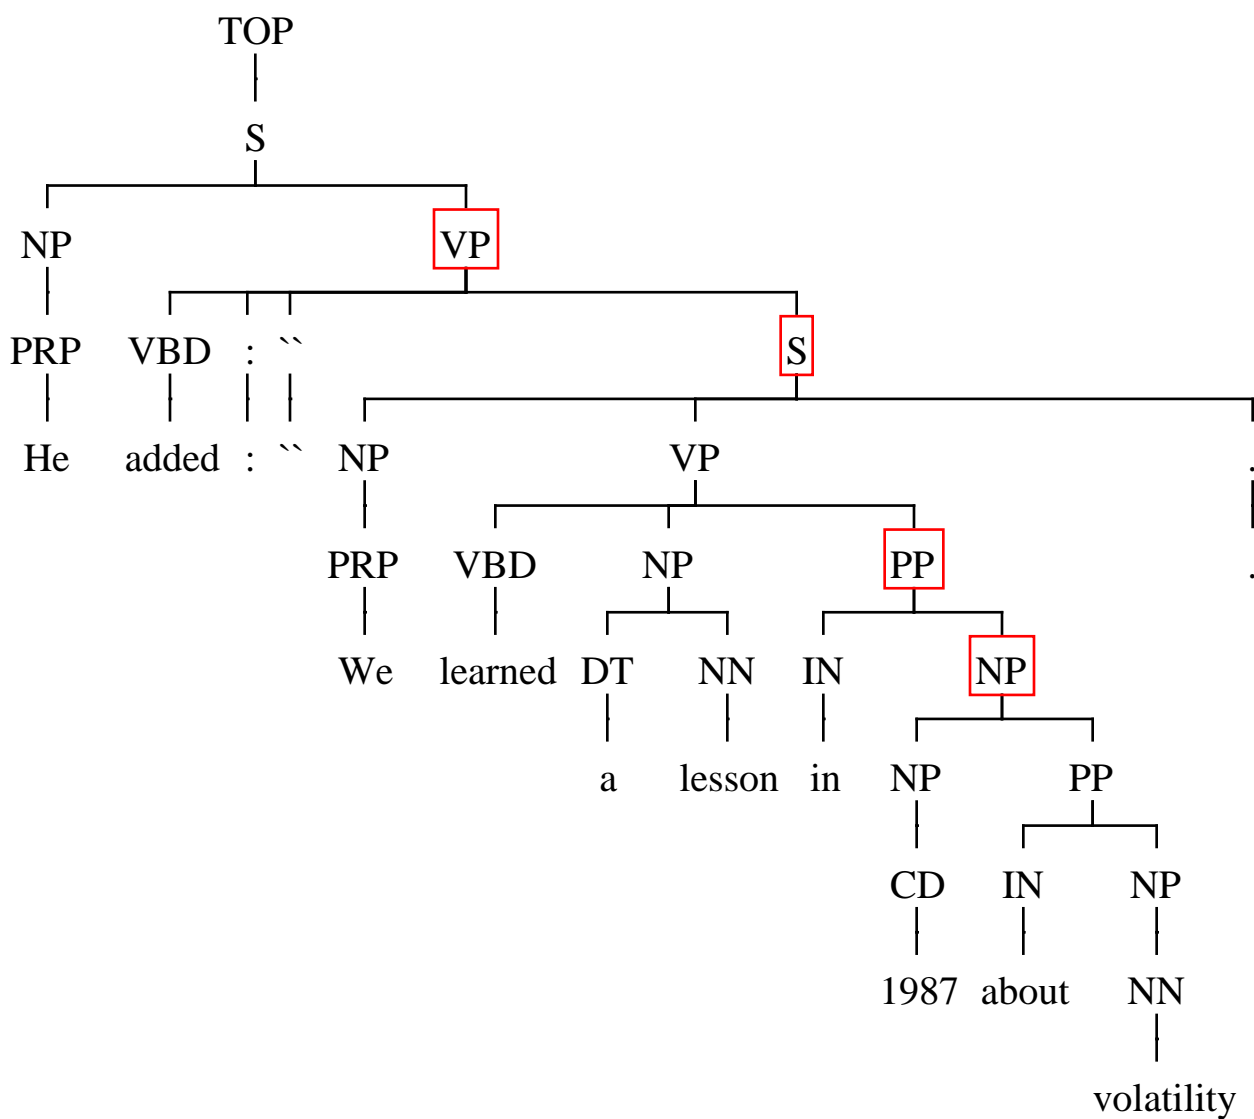 TOP
S
NP VP
PRP VBD : `` S
He added : `` NP VP .
PRP VBD NP PP .
We learned DT NN IN NP
a lesson in NP PP
CD IN NP
1987 about NN
volatility